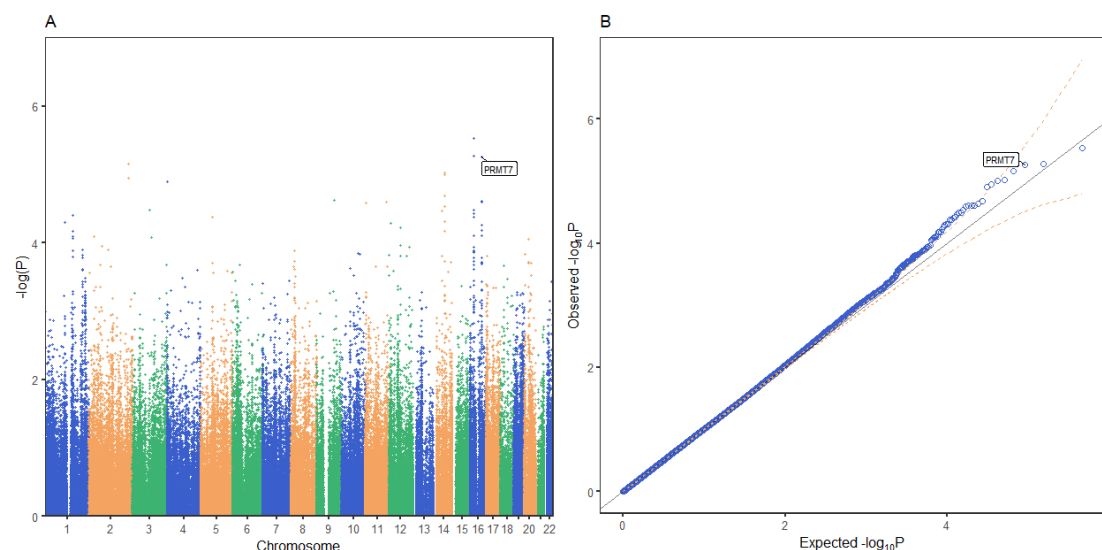 A
-log(P)
6
4
2
0
PRMT7
1 2 3 4 5 6 7 8 9 10 11 12 13 14 15 16 17 18 19 20 22
Chromosome
B
Observed -log10P
6
4
2
0
PRMT7
0 2 4
Expected -log10P